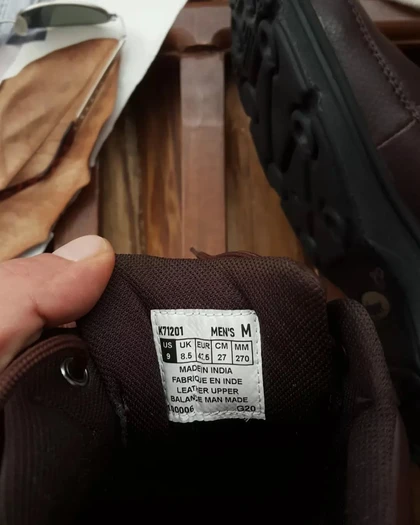 K71201 MEN'S M
US UK EUR CM MM
9 8.5 42.5 27 270
MADE IN INDIA
FABRIQUE EN INDE
LEATHER UPPER
BALANCE MAN MADE
G20